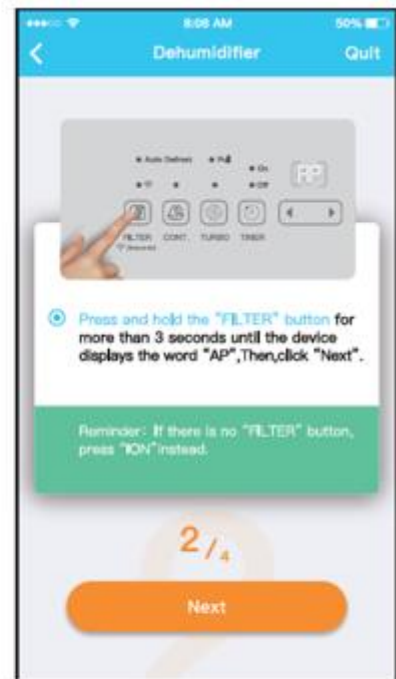 8:08 AM 50%
Dehumidifier Quit
Auto Defrost Full
On
Off
AP
FILTER CONT. TURBO TIMER
Press and hold the "FILTER" button for
more than 3 seconds until the device
displays the word "AP",Then,click "Next".
Reminder: If there is no "FILTER" button,
press "ION"instead.
2/4
Next